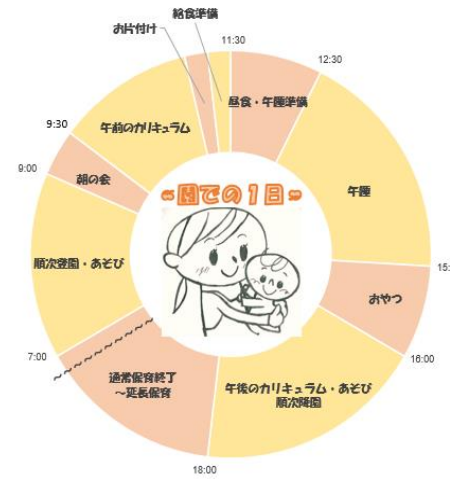 給食準備
お片付け
11:30
12:30
昼食・午睡準備
午前のカリキュラム
9:30
9:00
朝の会
～園での１日～
午睡
順次登園・あそび
15:
おやつ
16:00
7:00
通常保育終了
～延長保育
午後のカリキュラム・あそび
順次降園
18:00